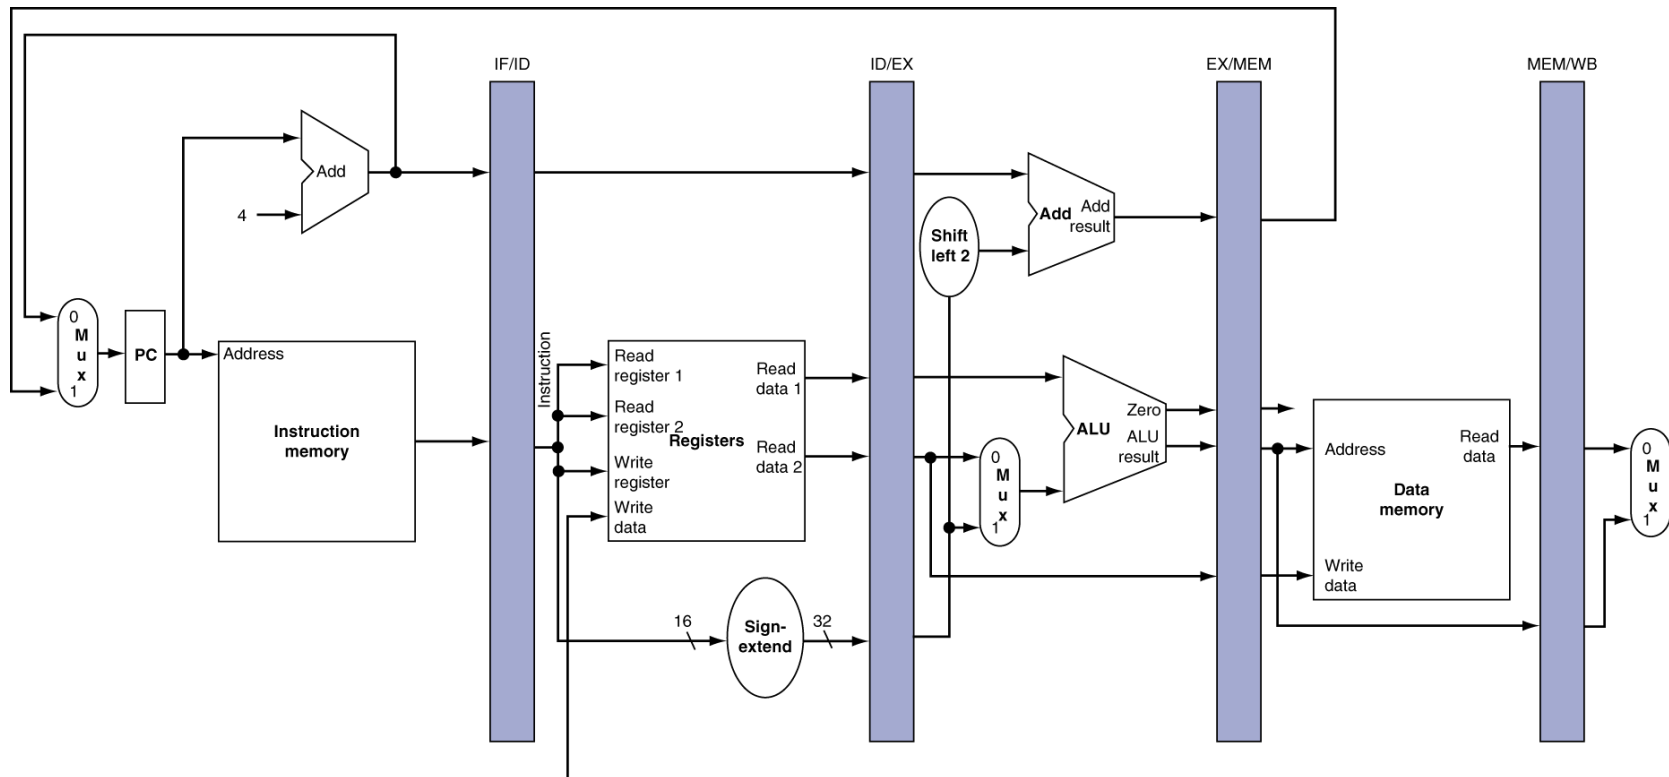 IF/ID
ID/EX
EX/MEM
MEM/WB
Add
4
Add
Add
result
Shift
left 2
0
M
u
x
1
PC
Address
Instruction
memory
Instruction
Read
register 1
Read
register 2
Write
register
Write
data
Registers
Read
data 1
Read
data 2
16
Sign-
extend
32
0
M
u
x
1
ALU
Zero
ALU
result
Address
Read
data
Data
memory
Write
data
0
M
u
x
1